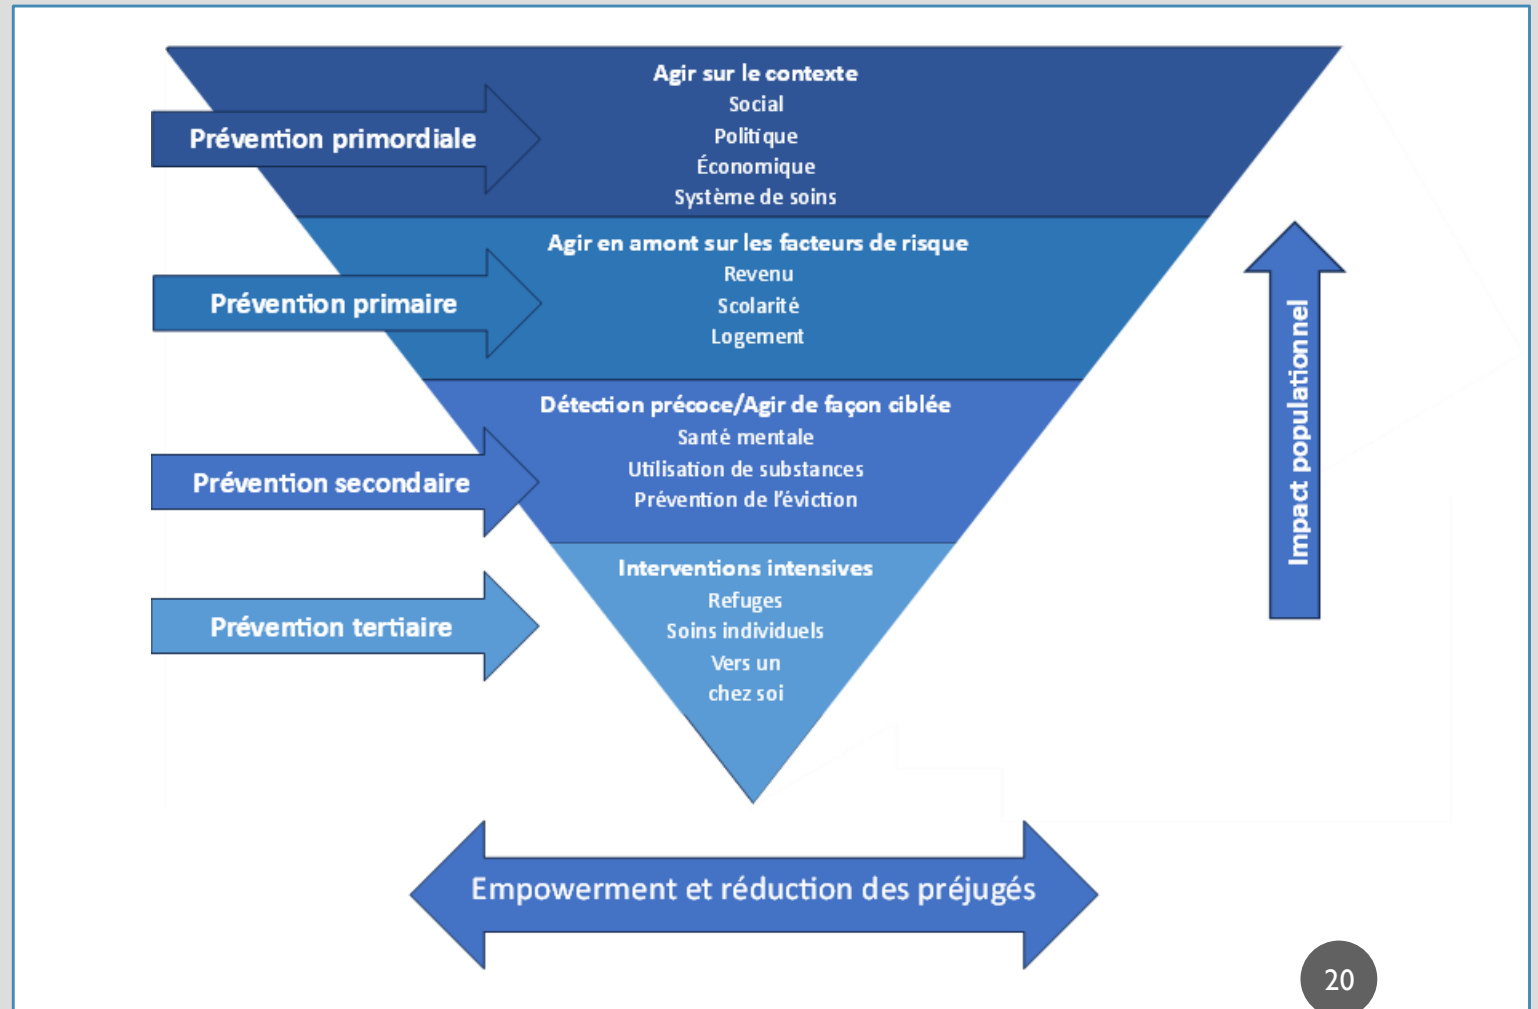 Agir sur le contexte
Social
Politique
Économique
Système de soins
Prévention primordiale
Agir en amont sur les facteurs de risque
Revenu
Scolarité
Logement
Prévention primaire
Détection précoce/Agir de façon ciblée
Santé mentale
Utilisation de substances
Prévention de l'éviction
Prévention secondaire
Interventions intensives
Refuges
Soins individuels
Vers un
chez soi
Prévention tertiaire
Impact populationnel
Empowerment et réduction des préjugés
20